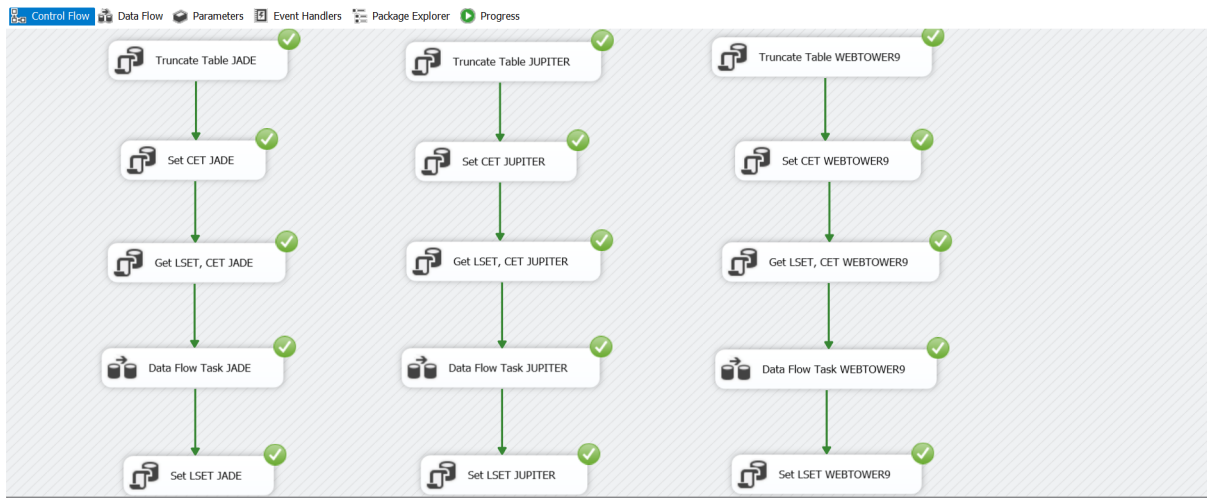 Control Flow Data Flow Parameters Event Handlers Package Explorer Progress
Truncate Table JADE
Truncate Table JUPITER
Truncate Table WEBTOWER9
Set CET JADE
Set CET JUPITER
Set CET WEBTOWER9
Get LSET, CET JADE
Get LSET, CET JUPITER
Get LSET, CET WEBTOWER9
Data Flow Task JADE
Data Flow Task JUPITER
Data Flow Task WEBTOWER9
Set LSET JADE
Set LSET JUPITER
Set LSET WEBTOWER9